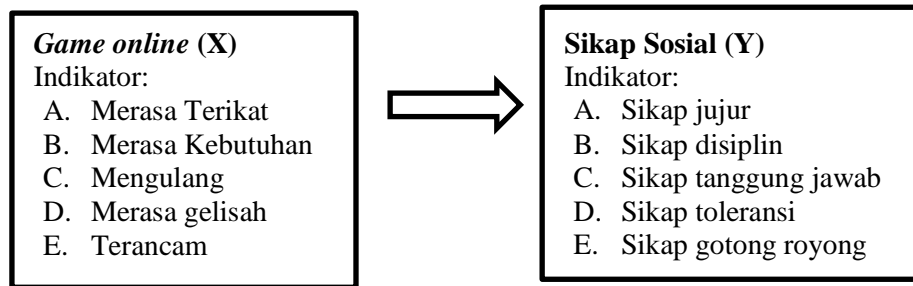 Game online (X)
Indikator:
A. Merasa Terikat
B. Merasa Kebutuhan
C. Mengulang
D. Merasa gelisah
E. Terancam
Sikap Sosial (Y)
Indikator:
A. Sikap jujur
B. Sikap disiplin
C. Sikap tanggung jawab
D. Sikap toleransi
E. Sikap gotong royong